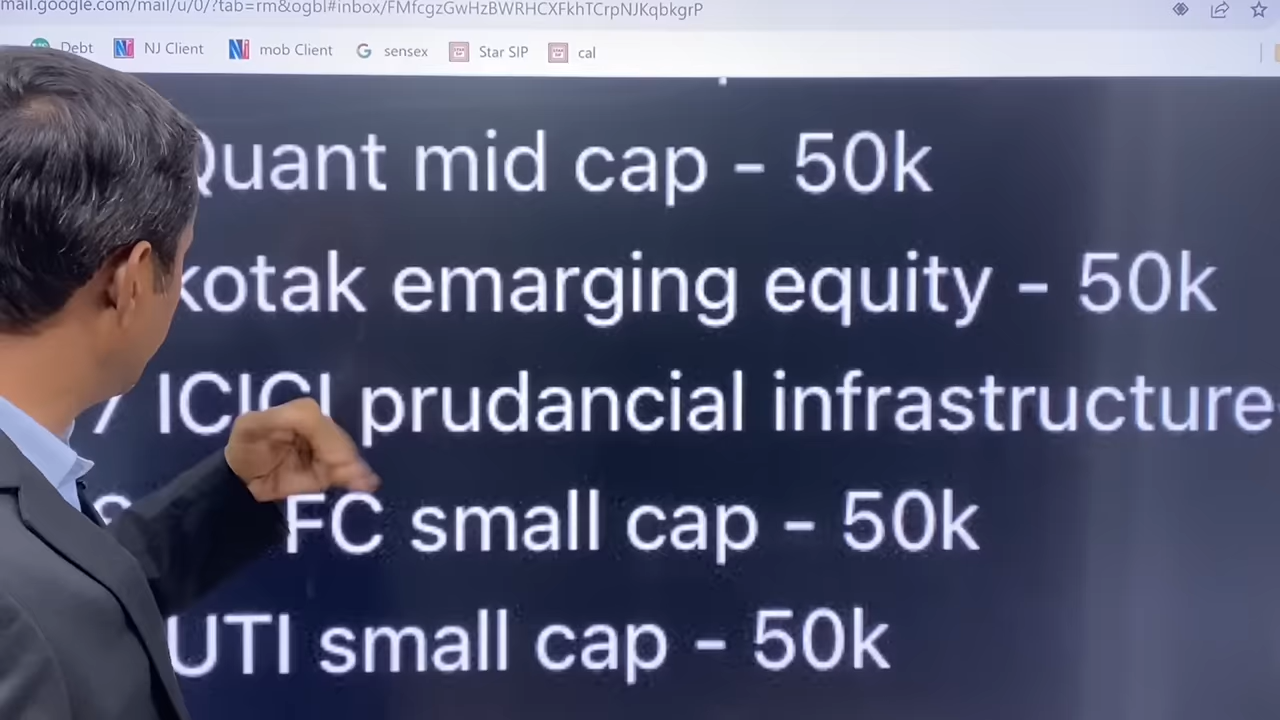 mail.google.com/mail/u/0/?tab=rm&ogbl#inbox/FMfcgzGwHzBWRHCXFkhTCrpNJKqbkgrP
Debt NJ Client mob Client sensex Star SIP cal
Quant mid cap - 50k
kotak emarging equity - 50k
7 ICICI prudancial infrastructure
FC small cap - 50k
UTI small cap - 50k